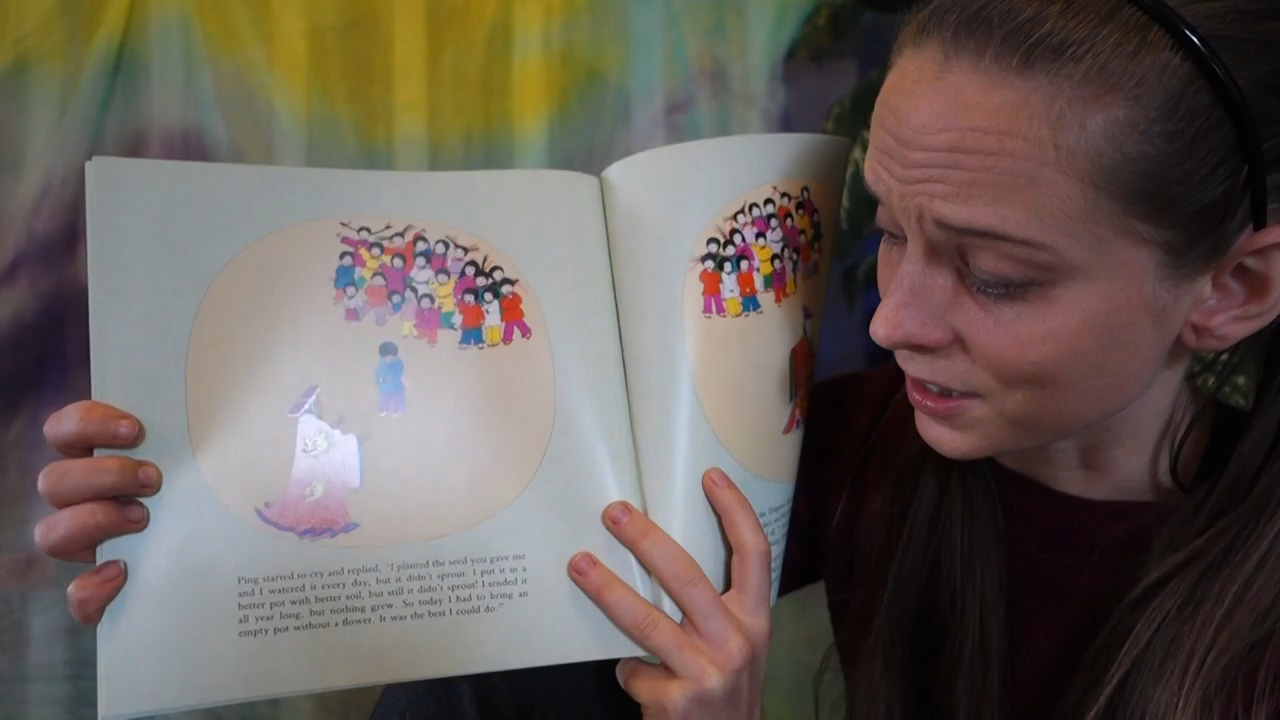 Ping started to cry and replied, "I planted the seed you gave me
and I watered it every day, but it didn't sprout. I put it in a
better pot with better soil, but still it didn't sprout! I tended it
all year long, but nothing grew. So today I had to bring an
empty pot without a flower. It was the best I could do."